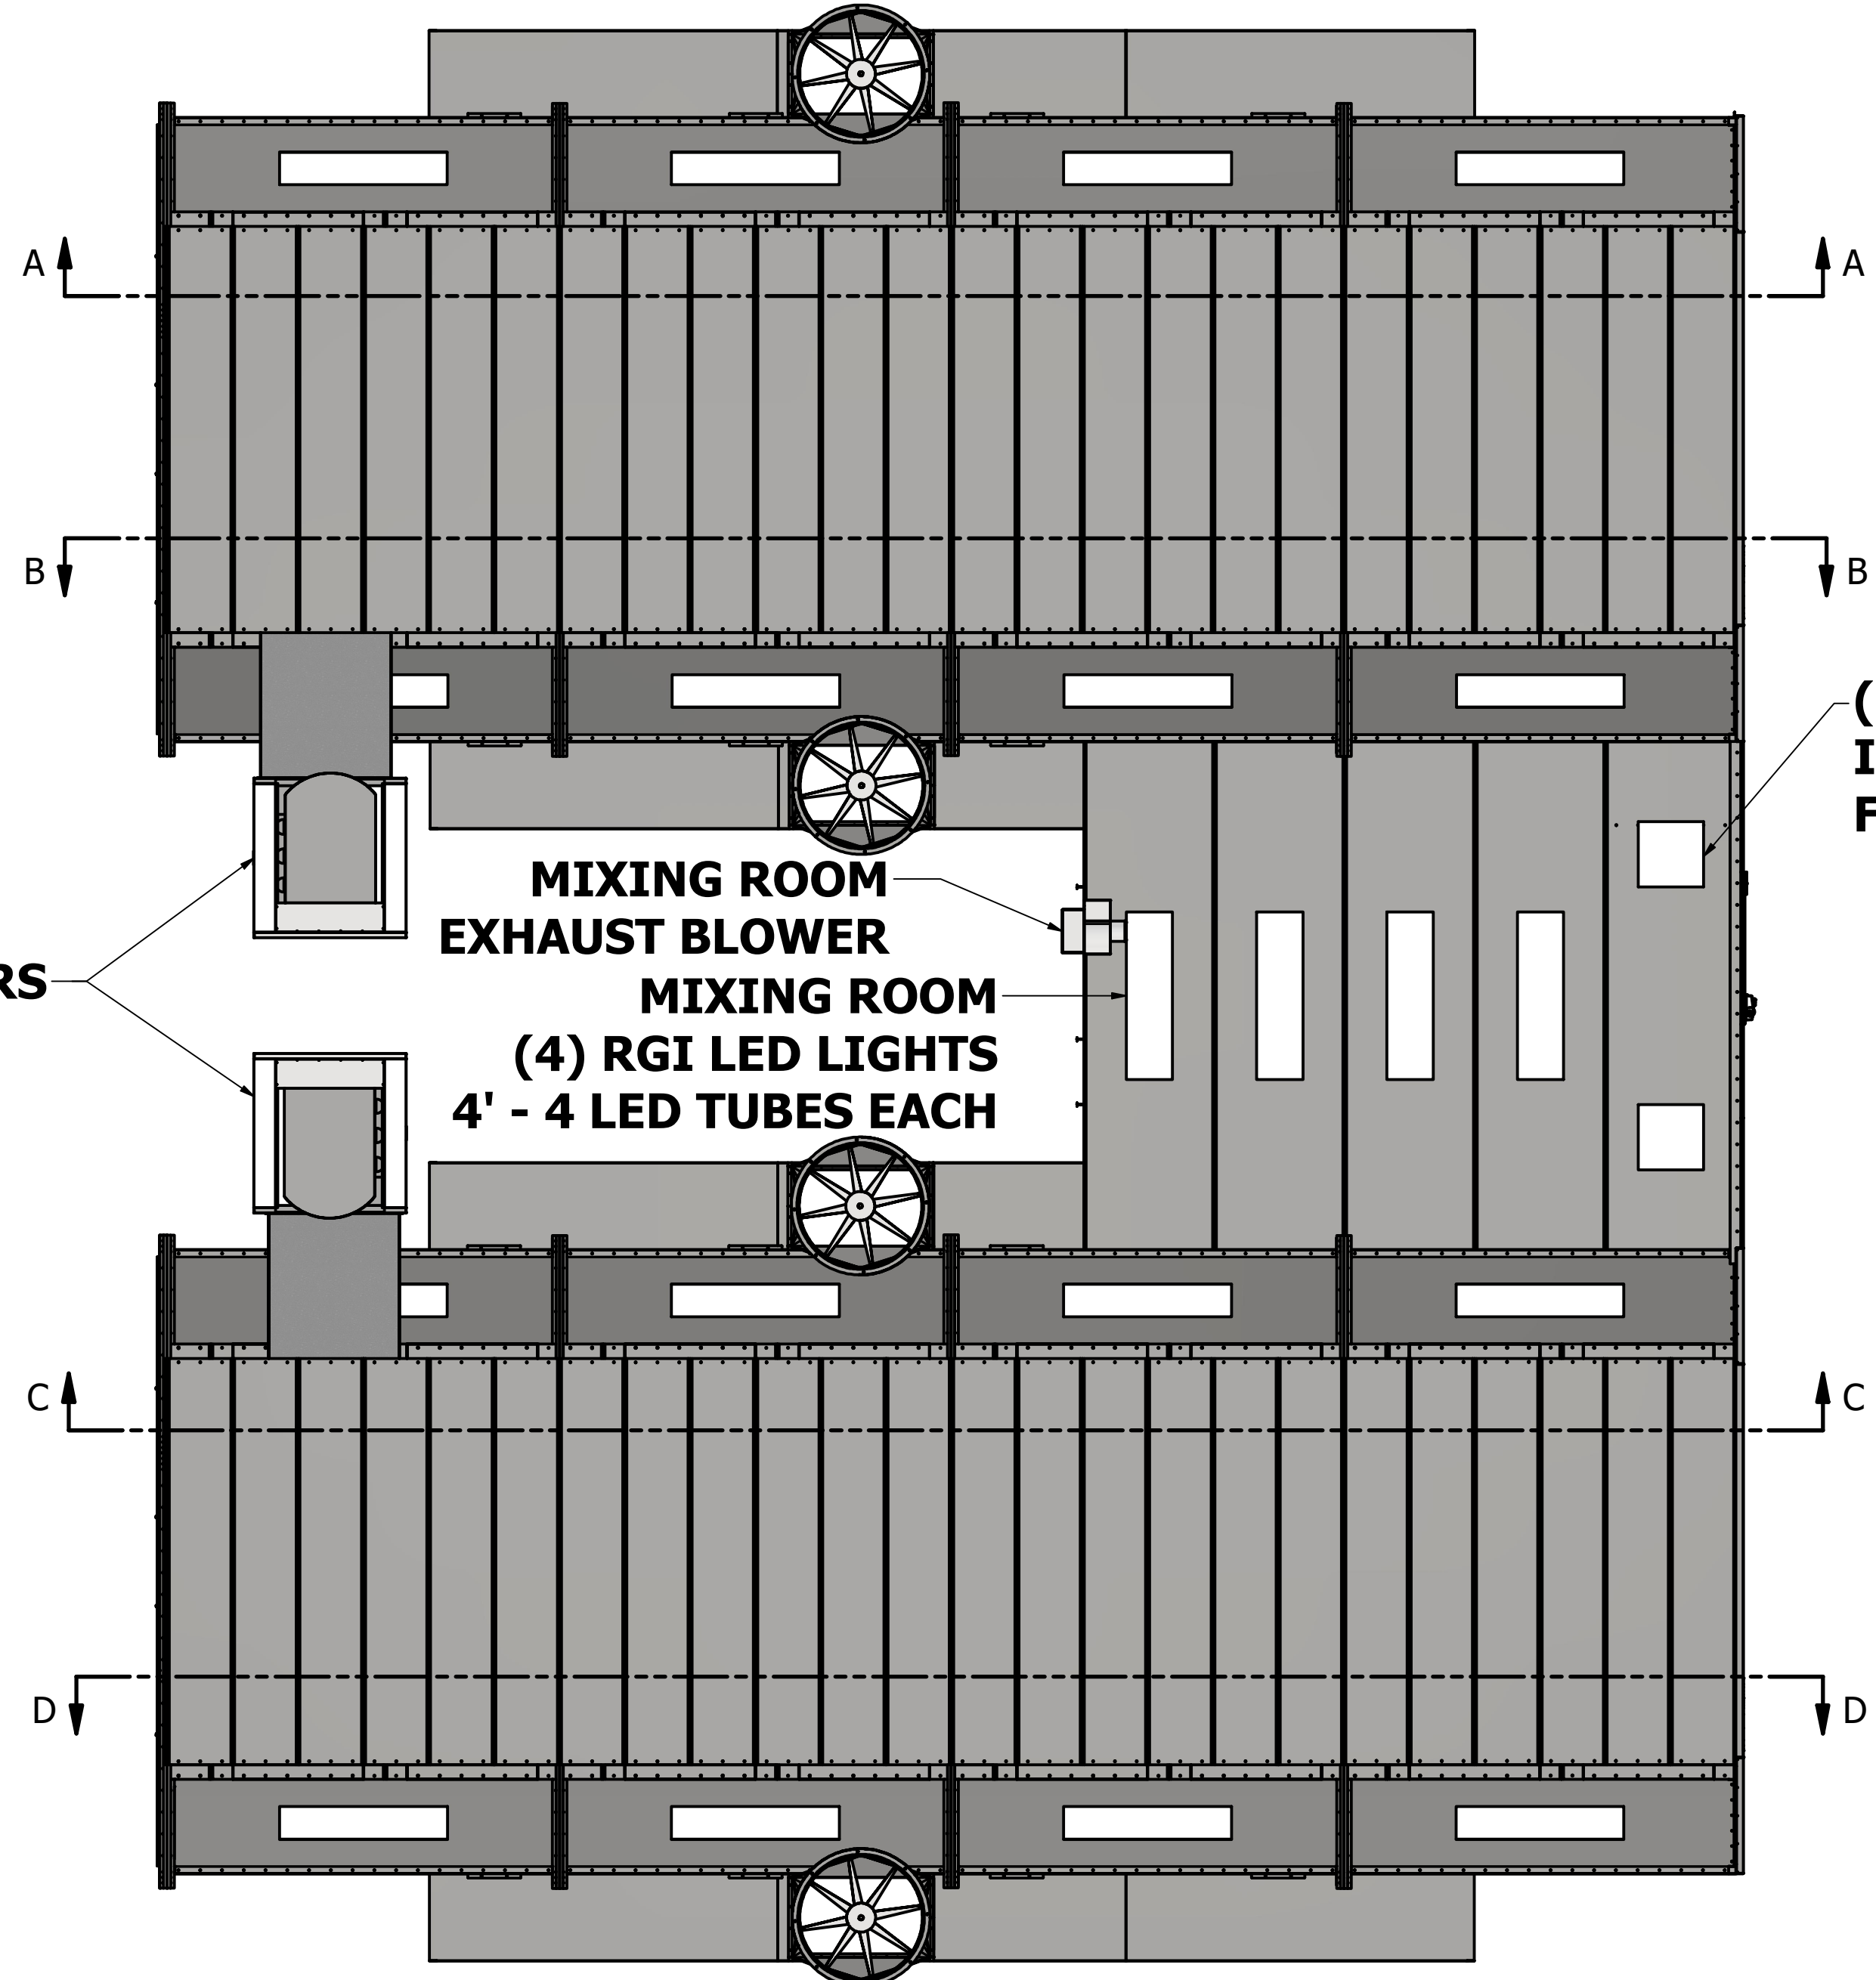 A
A
B
B
(
I
F
MIXING ROOM
EXHAUST BLOWER
RS
MIXING ROOM
(4) RGI LED LIGHTS
4' - 4 LED TUBES EACH
C
C
D
D